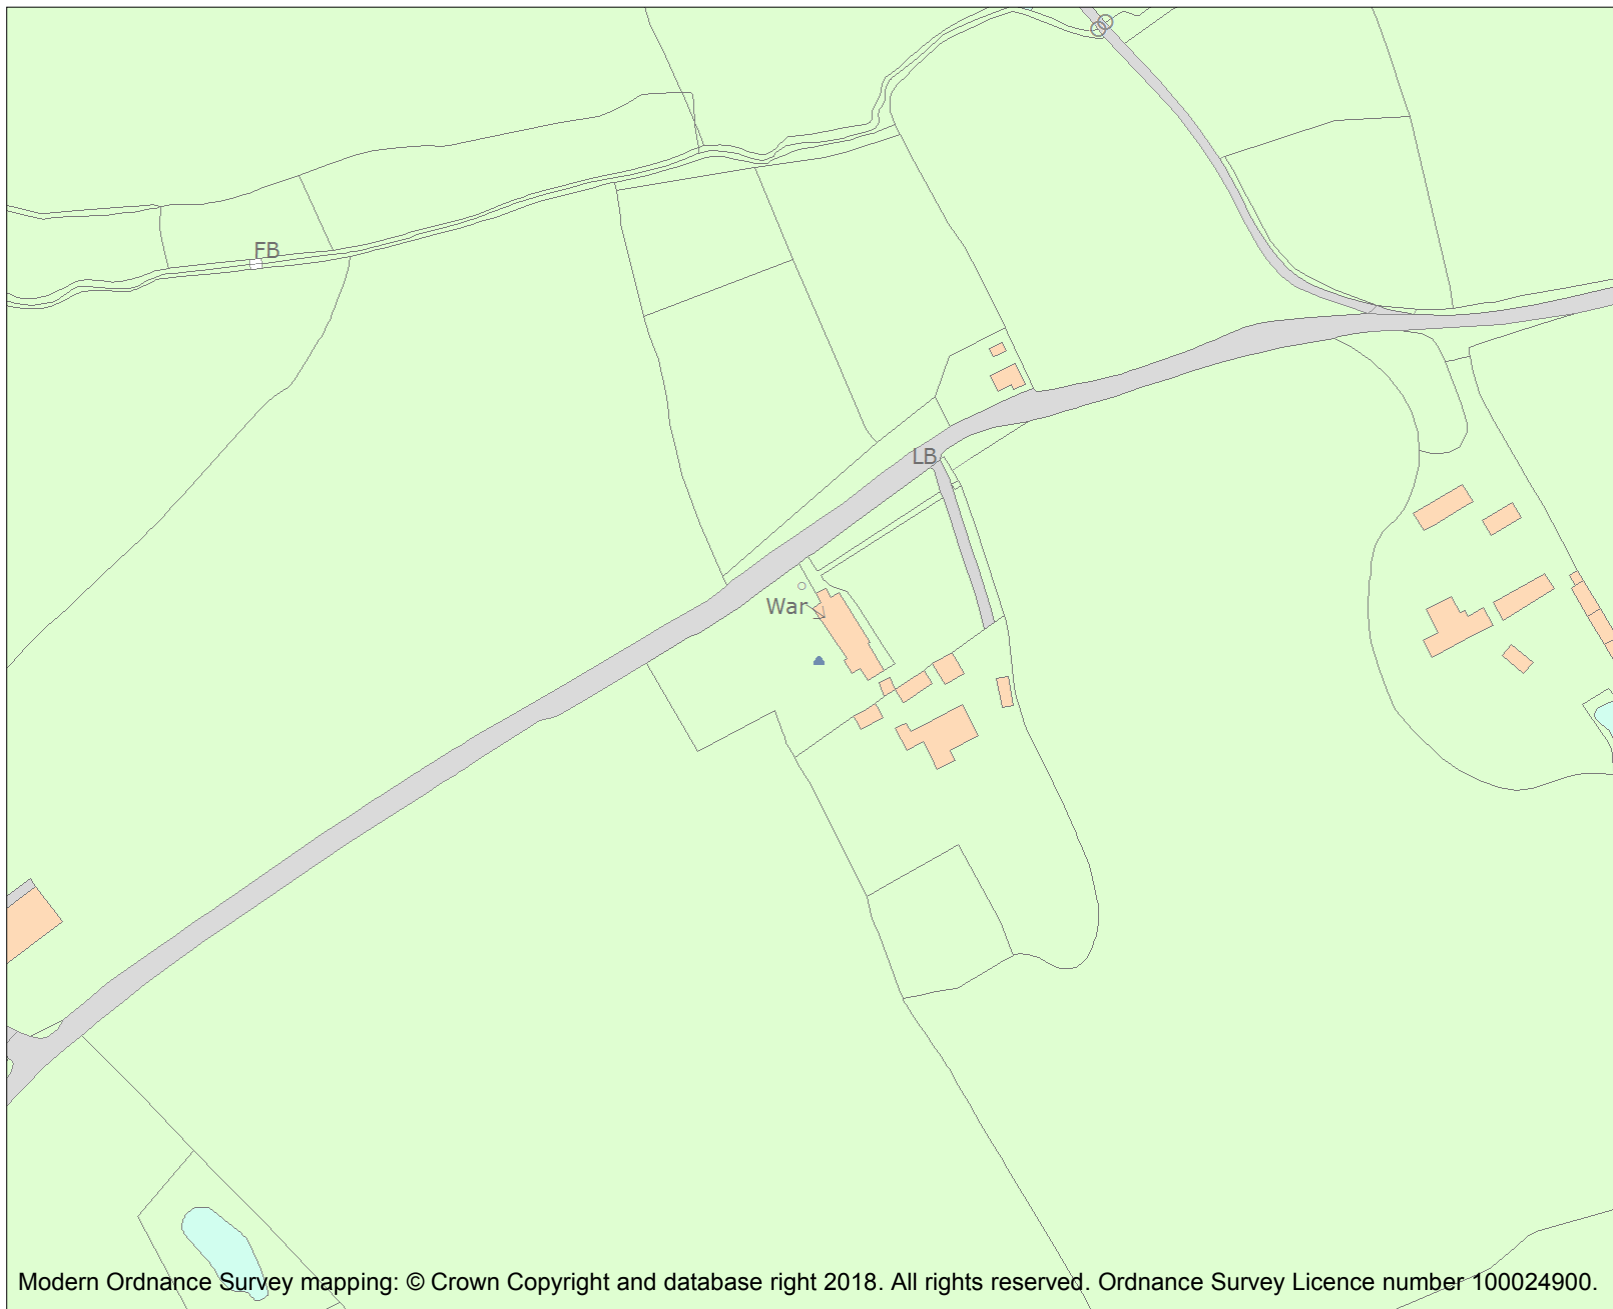 FB
LB
War
Modern Ordnance Survey mapping: © Crown Copyright and database right 2018. All rights reserved. Ordnance Survey Licence number 100024900.